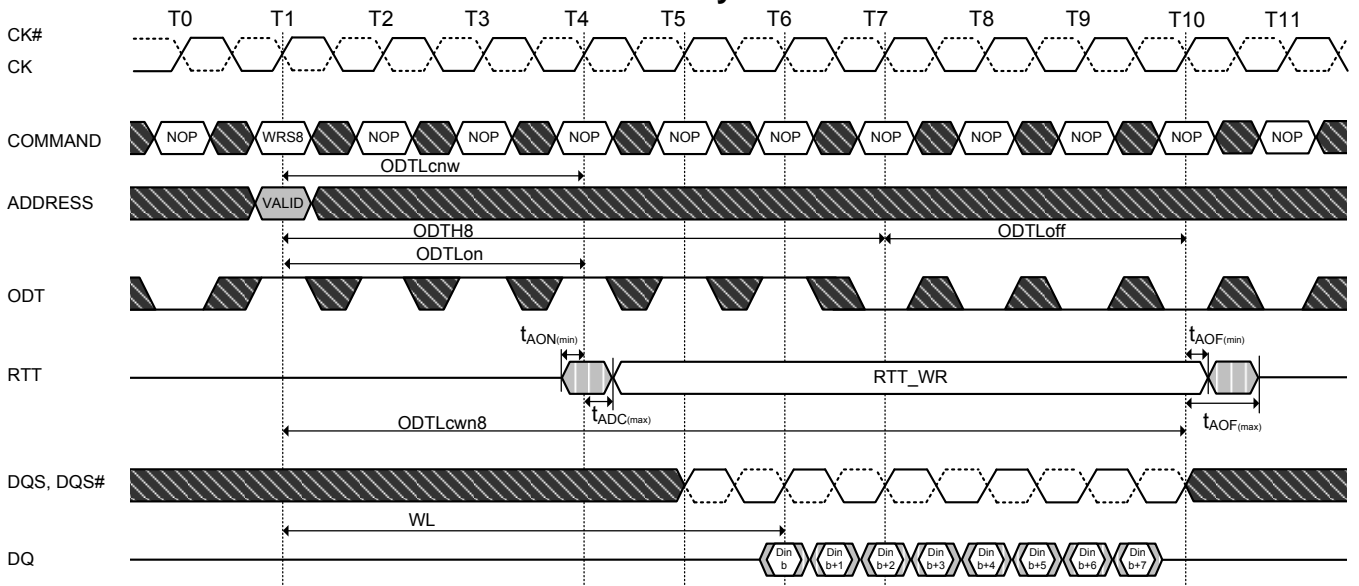 T0 T1 T2 T3 T4 T5 T6 T7 T8 T9 T10 T11
CK#
CK
COMMAND NOP WRS8 NOP NOP NOP NOP NOP NOP NOP NOP NOP NOP
ODTLcnw
ADDRESS VALID
ODTH8 ODTLoff
ODTLon
ODT
tAON(min) tAOF(min)
RTT RTT_WR
tADC(max) tAOF(max)
ODTLcwn8
DQS, DQS#
WL
DQ Din b Din b+1 Din b+2 Din b+3 Din b+4 Din b+5 Din b+6 Din b+7